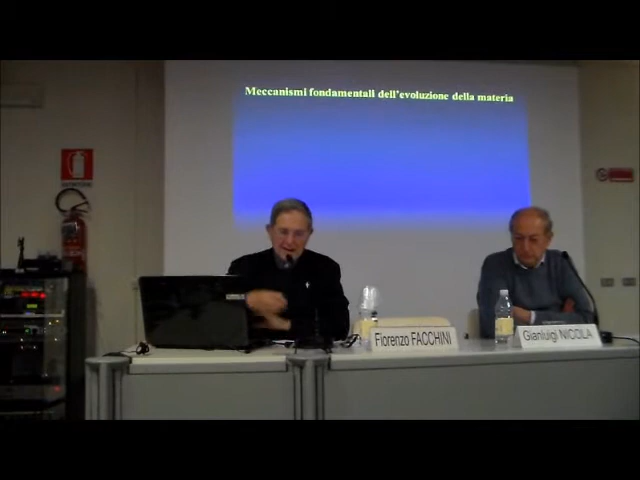 Meccanismi fondamentali dell'evoluzione della materia
Fiorenzo FACCHINI
Gianluigi NICOLA